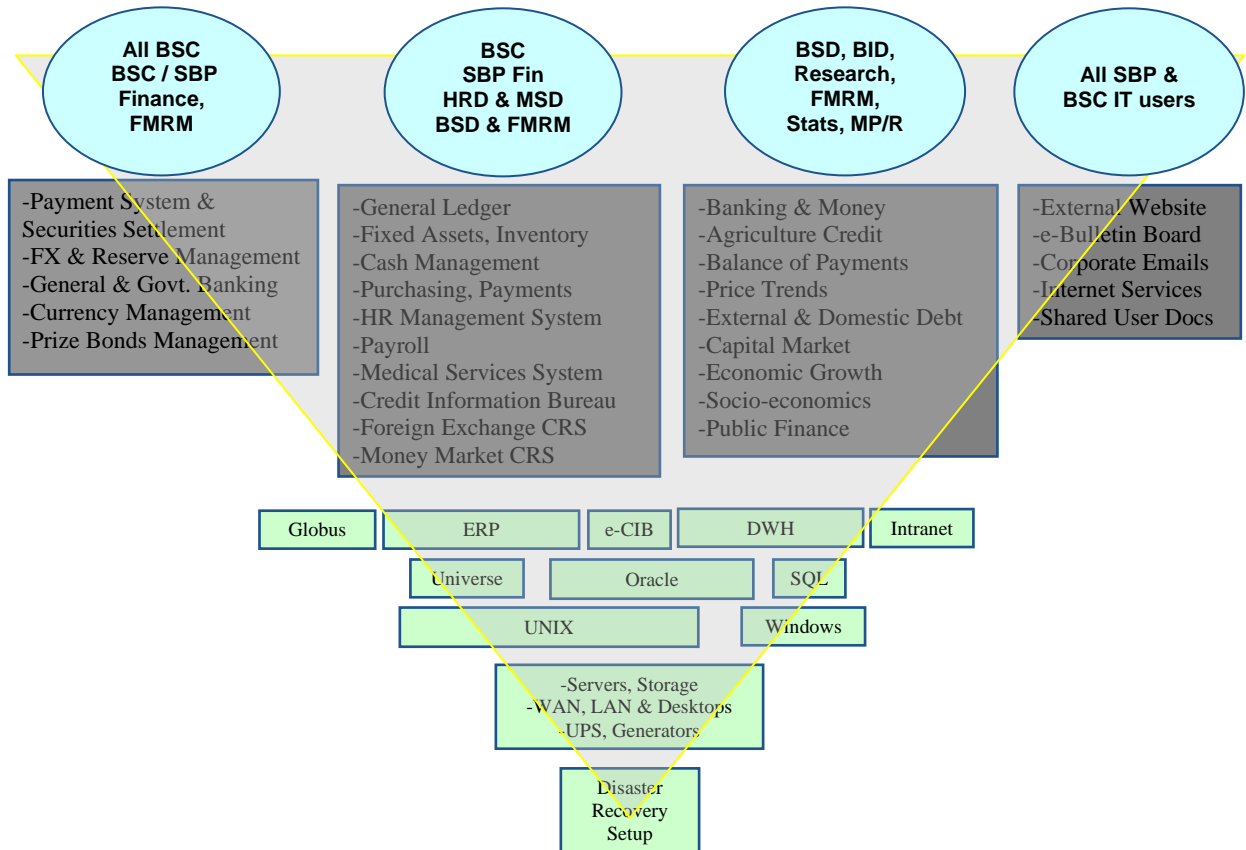 All BSC
BSC / SBP
Finance,
FMRM
BSC
SBP Fin
HRD & MSD
BSD & FMRM
BSD, BID,
Research,
FMRM,
Stats, MP/R
All SBP &
BSC IT users
-Payment System &
Securities Settlement
-FX & Reserve Management
-General & Govt. Banking
-Currency Management
-Prize Bonds Management
-General Ledger
-Fixed Assets, Inventory
-Cash Management
-Purchasing, Payments
-HR Management System
-Payroll
-Medical Services System
-Credit Information Bureau
-Foreign Exchange CRS
-Money Market CRS
-Banking & Money
-Agriculture Credit
-Balance of Payments
-Price Trends
-External & Domestic Debt
-Capital Market
-Economic Growth
-Socio-economics
-Public Finance
-External Website
-e-Bulletin Board
-Corporate Emails
-Internet Services
-Shared User Docs
Globus
ERP
e-CIB
DWH
Intranet
Universe
Oracle
SQL
UNIX
Windows
-Servers, Storage
-WAN, LAN & Desktops
-UPS, Generators
Disaster
Recovery
Setup